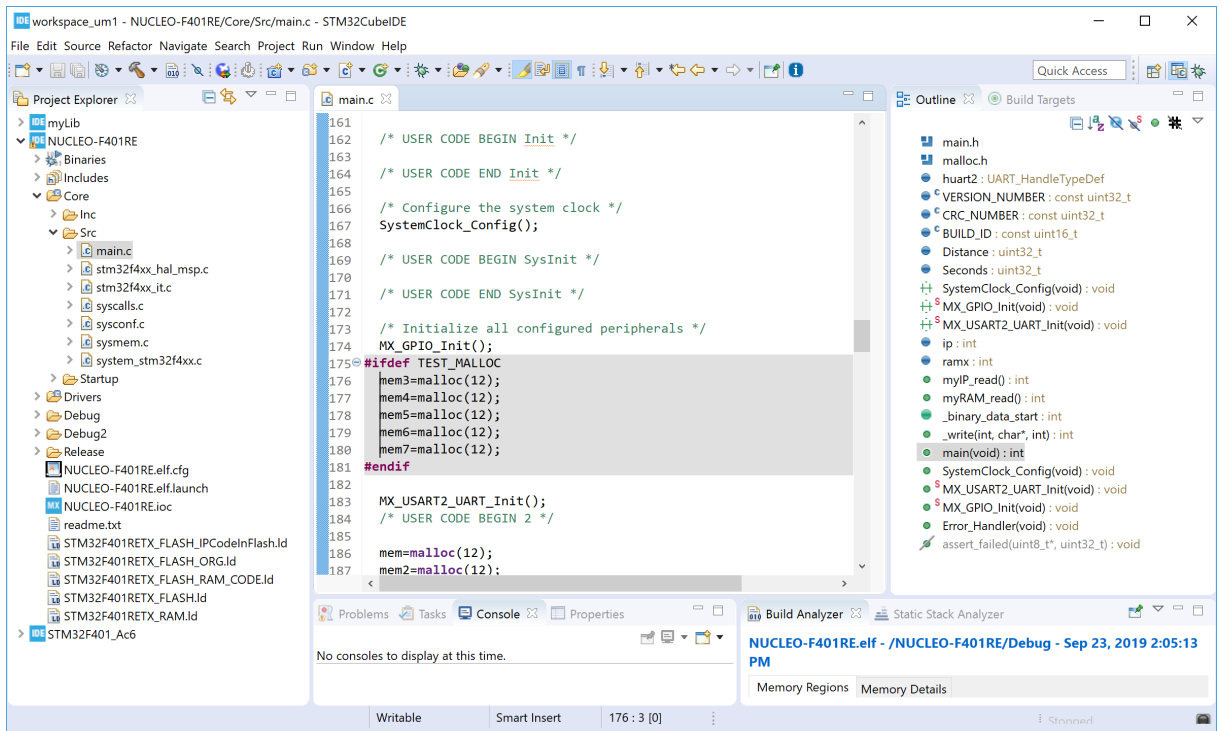 IDE workspace_um1 - NUCLEO-F401RE/Core/Src/main.c - STM32CubeIDE
File Edit Source Refactor Navigate Search Project Run Window Help
Quick Access
Project Explorer
myLib
NUCLEO-F401RE
Binaries
Includes
Core
Inc
Src
main.c
stm32f4xx_hal_msp.c
stm32f4xx_it.c
syscalls.c
sysconf.c
sysmem.c
system_stm32f4xx.c
Startup
Drivers
Debug
Debug2
Release
NUCLEO-F401RE.elf.cfg
NUCLEO-F401RE.elf.launch
NUCLEO-F401RE.ioc
readme.txt
STM32F401RETX_FLASH_IPCodeInFlash.ld
STM32F401RETX_FLASH_ORG.ld
STM32F401RETX_FLASH_RAM_CODE.ld
STM32F401RETX_FLASH.ld
STM32F401RETX_RAM.ld
STM32F401_Ac6
main.c
161
162 /* USER CODE BEGIN Init */
163
164 /* USER CODE END Init */
165
166 /* Configure the system clock */
167 SystemClock_Config();
168
169 /* USER CODE BEGIN SysInit */
170
171 /* USER CODE END SysInit */
172
173 /* Initialize all configured peripherals */
174 MX_GPIO_Init();
175 #ifdef TEST_MALLOC
176 mem3=malloc(12);
177 mem4=malloc(12);
178 mem5=malloc(12);
179 mem6=malloc(12);
180 mem7=malloc(12);
181 #endif
182
183 MX_USART2_UART_Init();
184 /* USER CODE BEGIN 2 */
185
186 mem=malloc(12);
187 mem2=malloc(12);
Outline Build Targets
main.h
malloc.h
huart2 : UART_HandleTypeDef
VERSION_NUMBER : const uint32_t
CRC_NUMBER : const uint32_t
BUILD_ID : const uint16_t
Distance : uint32_t
Seconds : uint32_t
SystemClock_Config(void) : void
MX_GPIO_Init(void) : void
MX_USART2_UART_Init(void) : void
ip : int
ramx : int
myIP_read() : int
myRAM_read() : int
_binary_data_start : int
_write(int, char*, int) : int
main(void) : int
SystemClock_Config(void) : void
MX_USART2_UART_Init(void) : void
MX_GPIO_Init(void) : void
Error_Handler(void) : void
assert_failed(uint8_t*, uint32_t) : void
Problems Tasks Console Properties
No consoles to display at this time.
Build Analyzer Static Stack Analyzer
NUCLEO-F401RE.elf - /NUCLEO-F401RE/Debug - Sep 23, 2019 2:05:13
PM
Memory Regions Memory Details
Writable Smart Insert 176 : 3 [0] Stopped